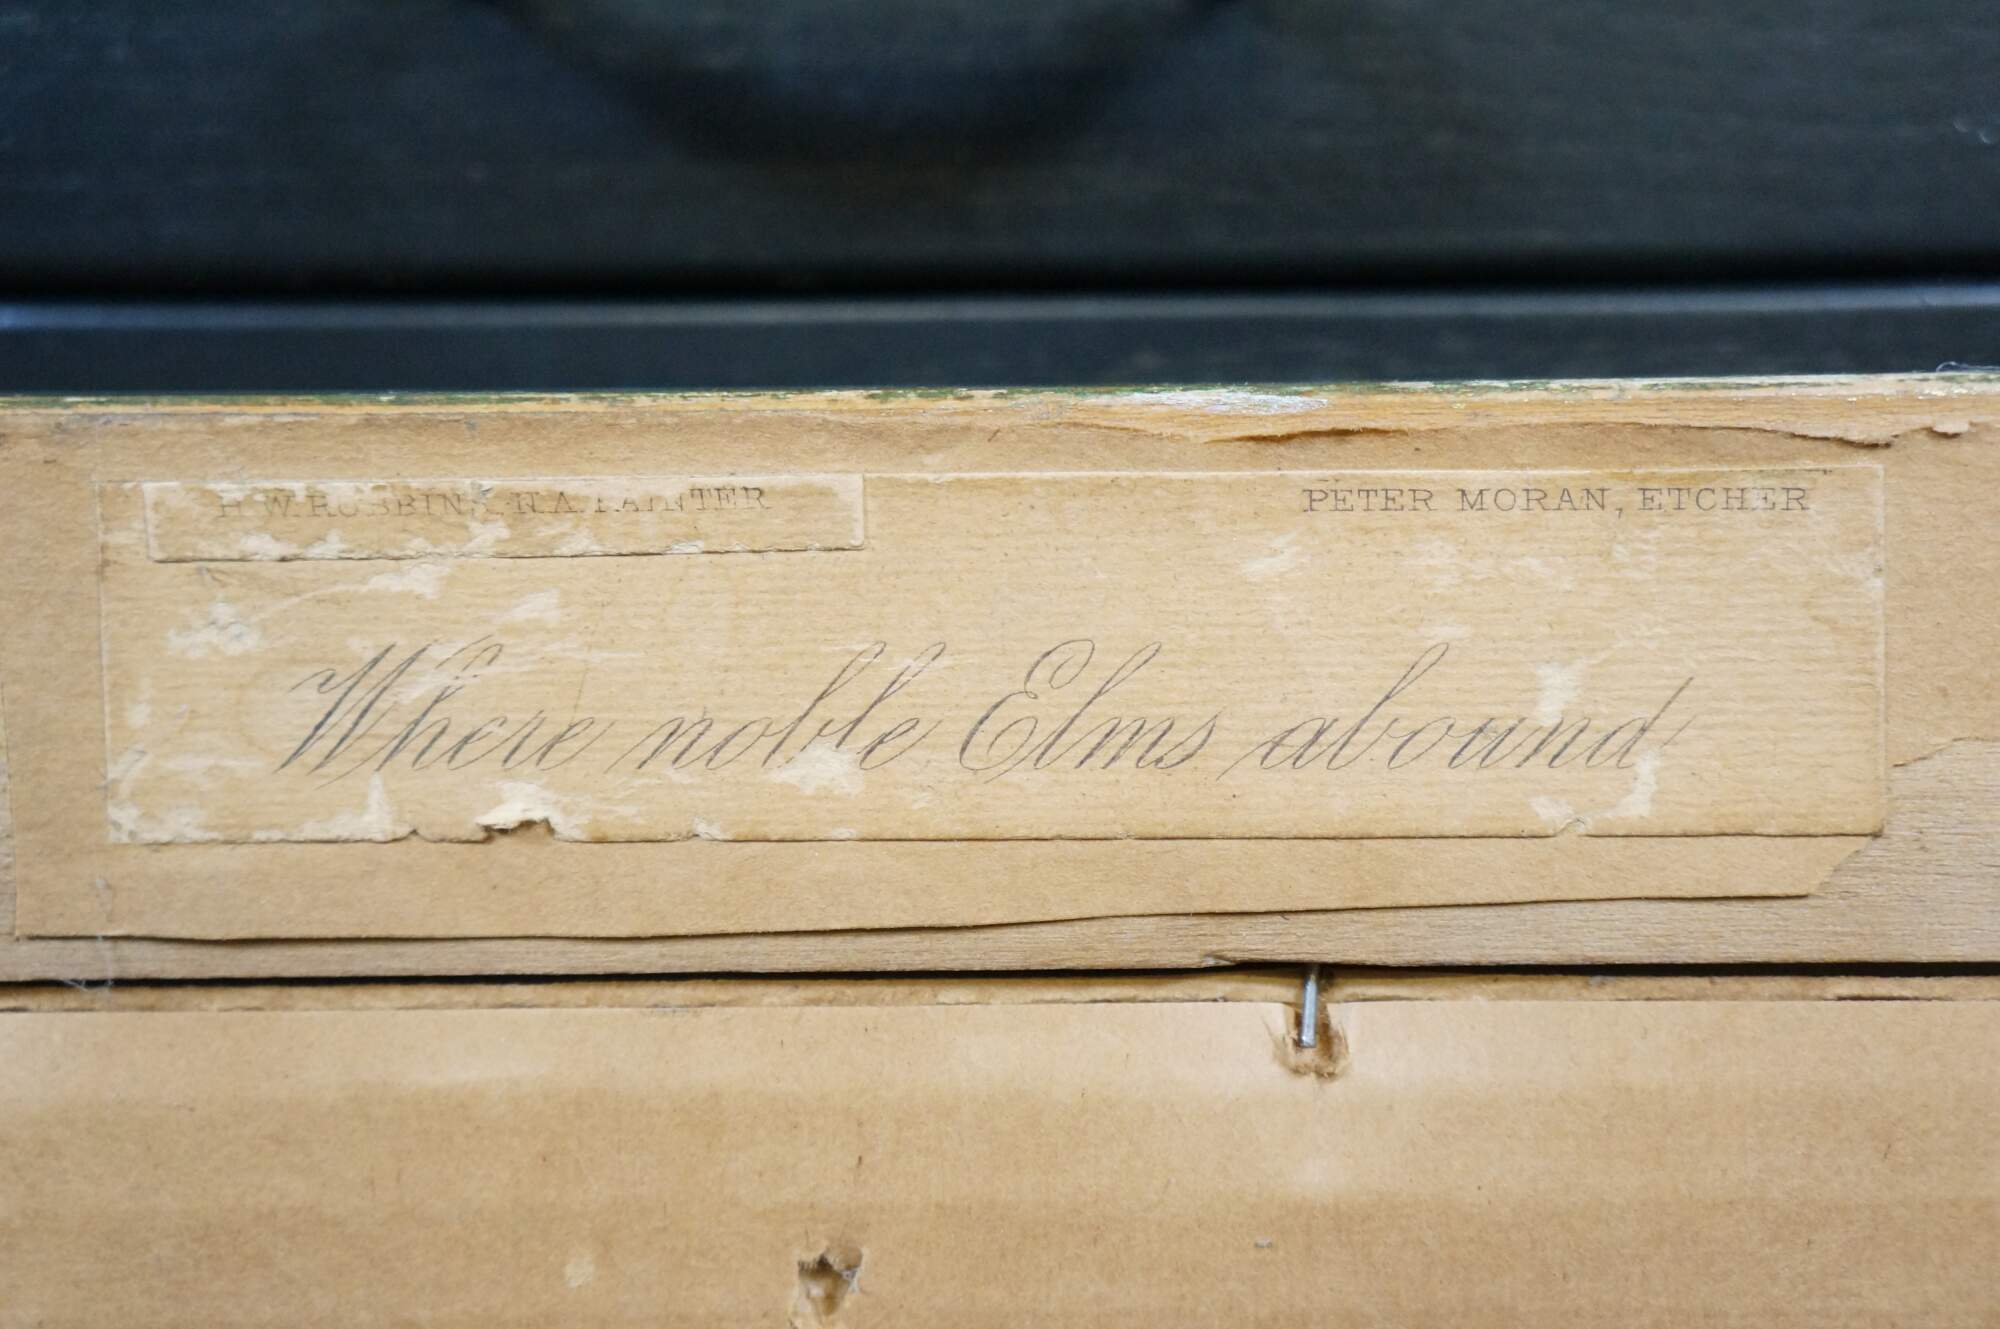 H.W. ROBBINS, N.A. PAINTER
PETER MORAN, ETCHER
Where noble Elms abound